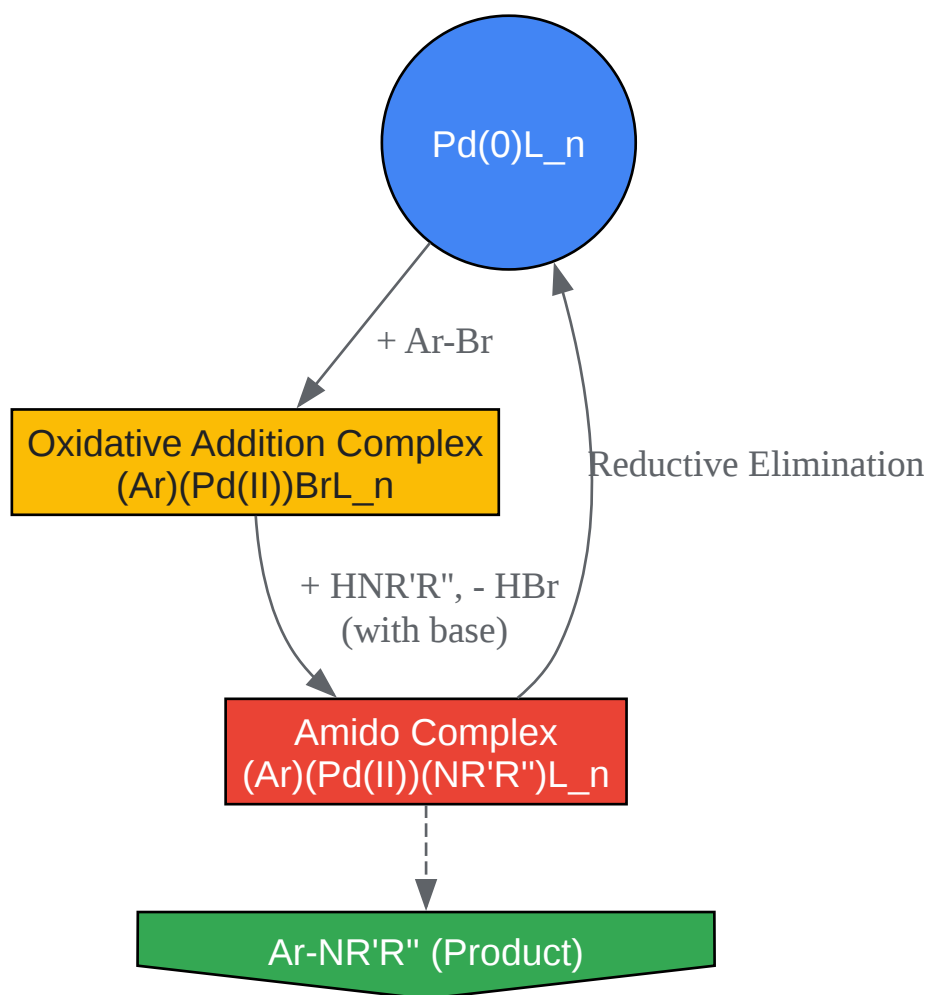 Pd(0)L_n
+ Ar-Br
Oxidative Addition Complex
(Ar)(Pd(II))BrL_n
Reductive Elimination
+ HNR'R'', - HBr
(with base)
Amido Complex
(Ar)(Pd(II))(NR'R'')L_n
Ar-NR'R'' (Product)